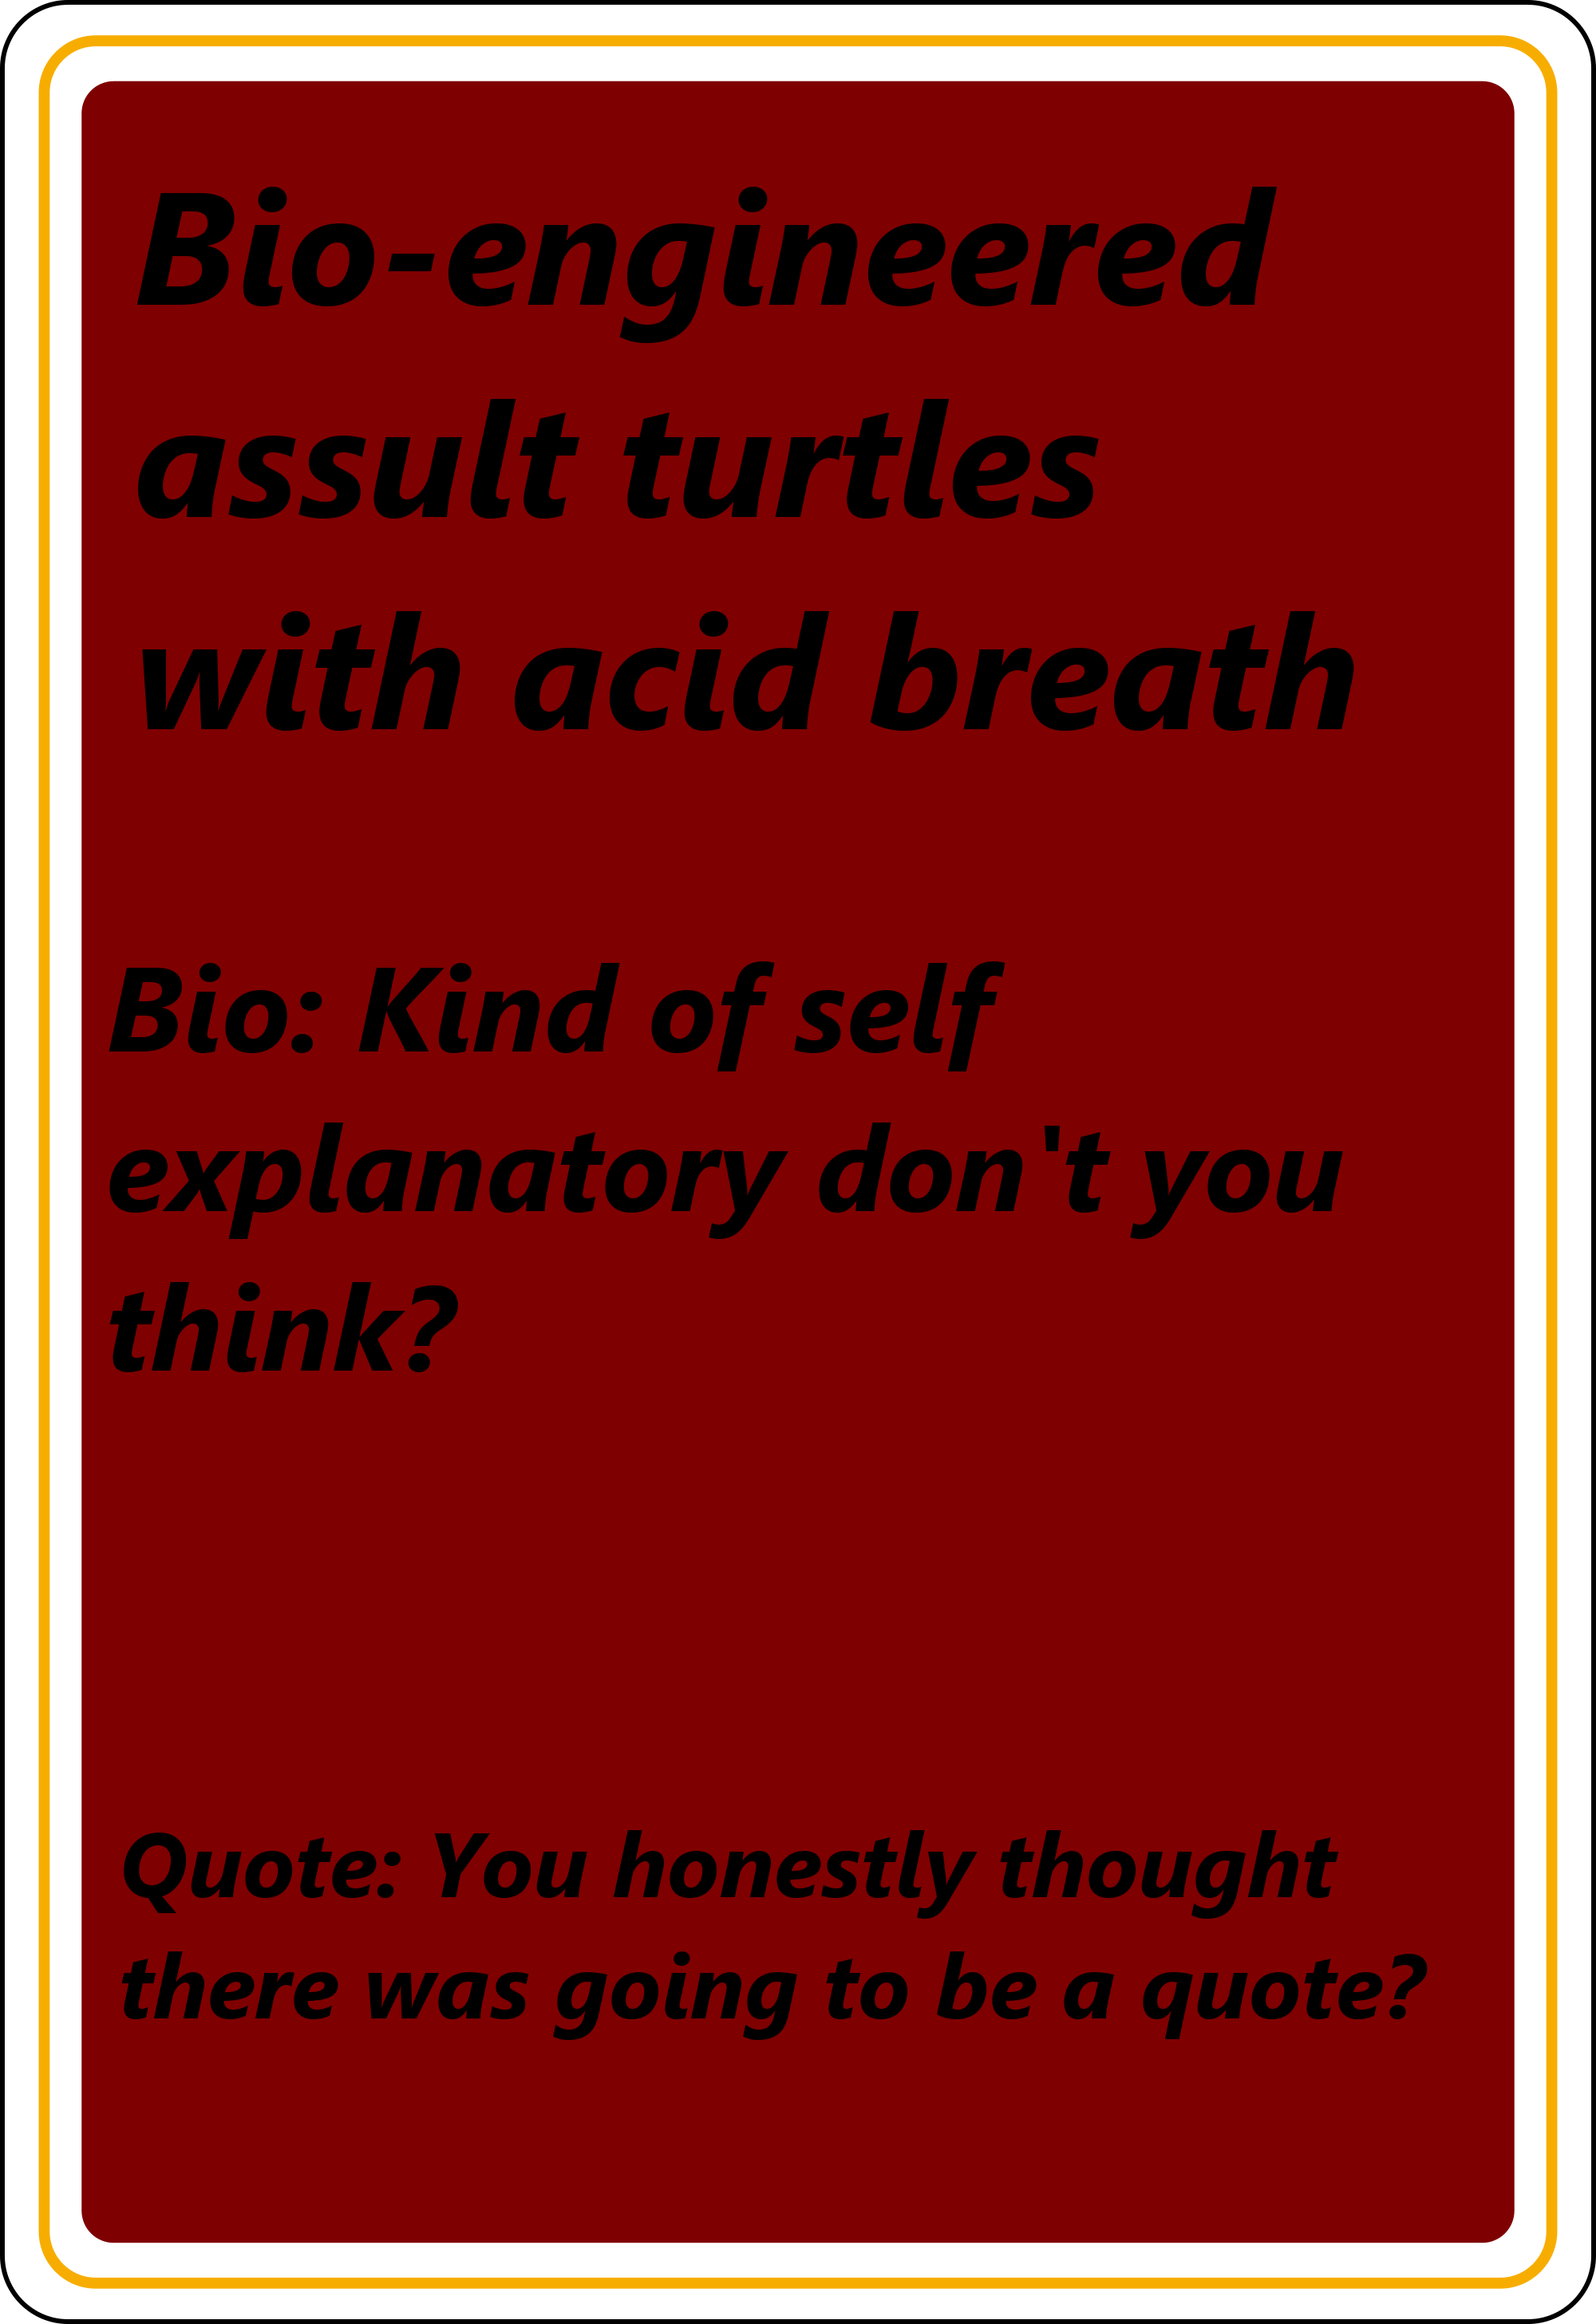 Bio-engineered
assult turtles
with acid breath
Bio: Kind of self
explanatory don't you
think?
Quote: You honestly thought
there was going to be a quote?